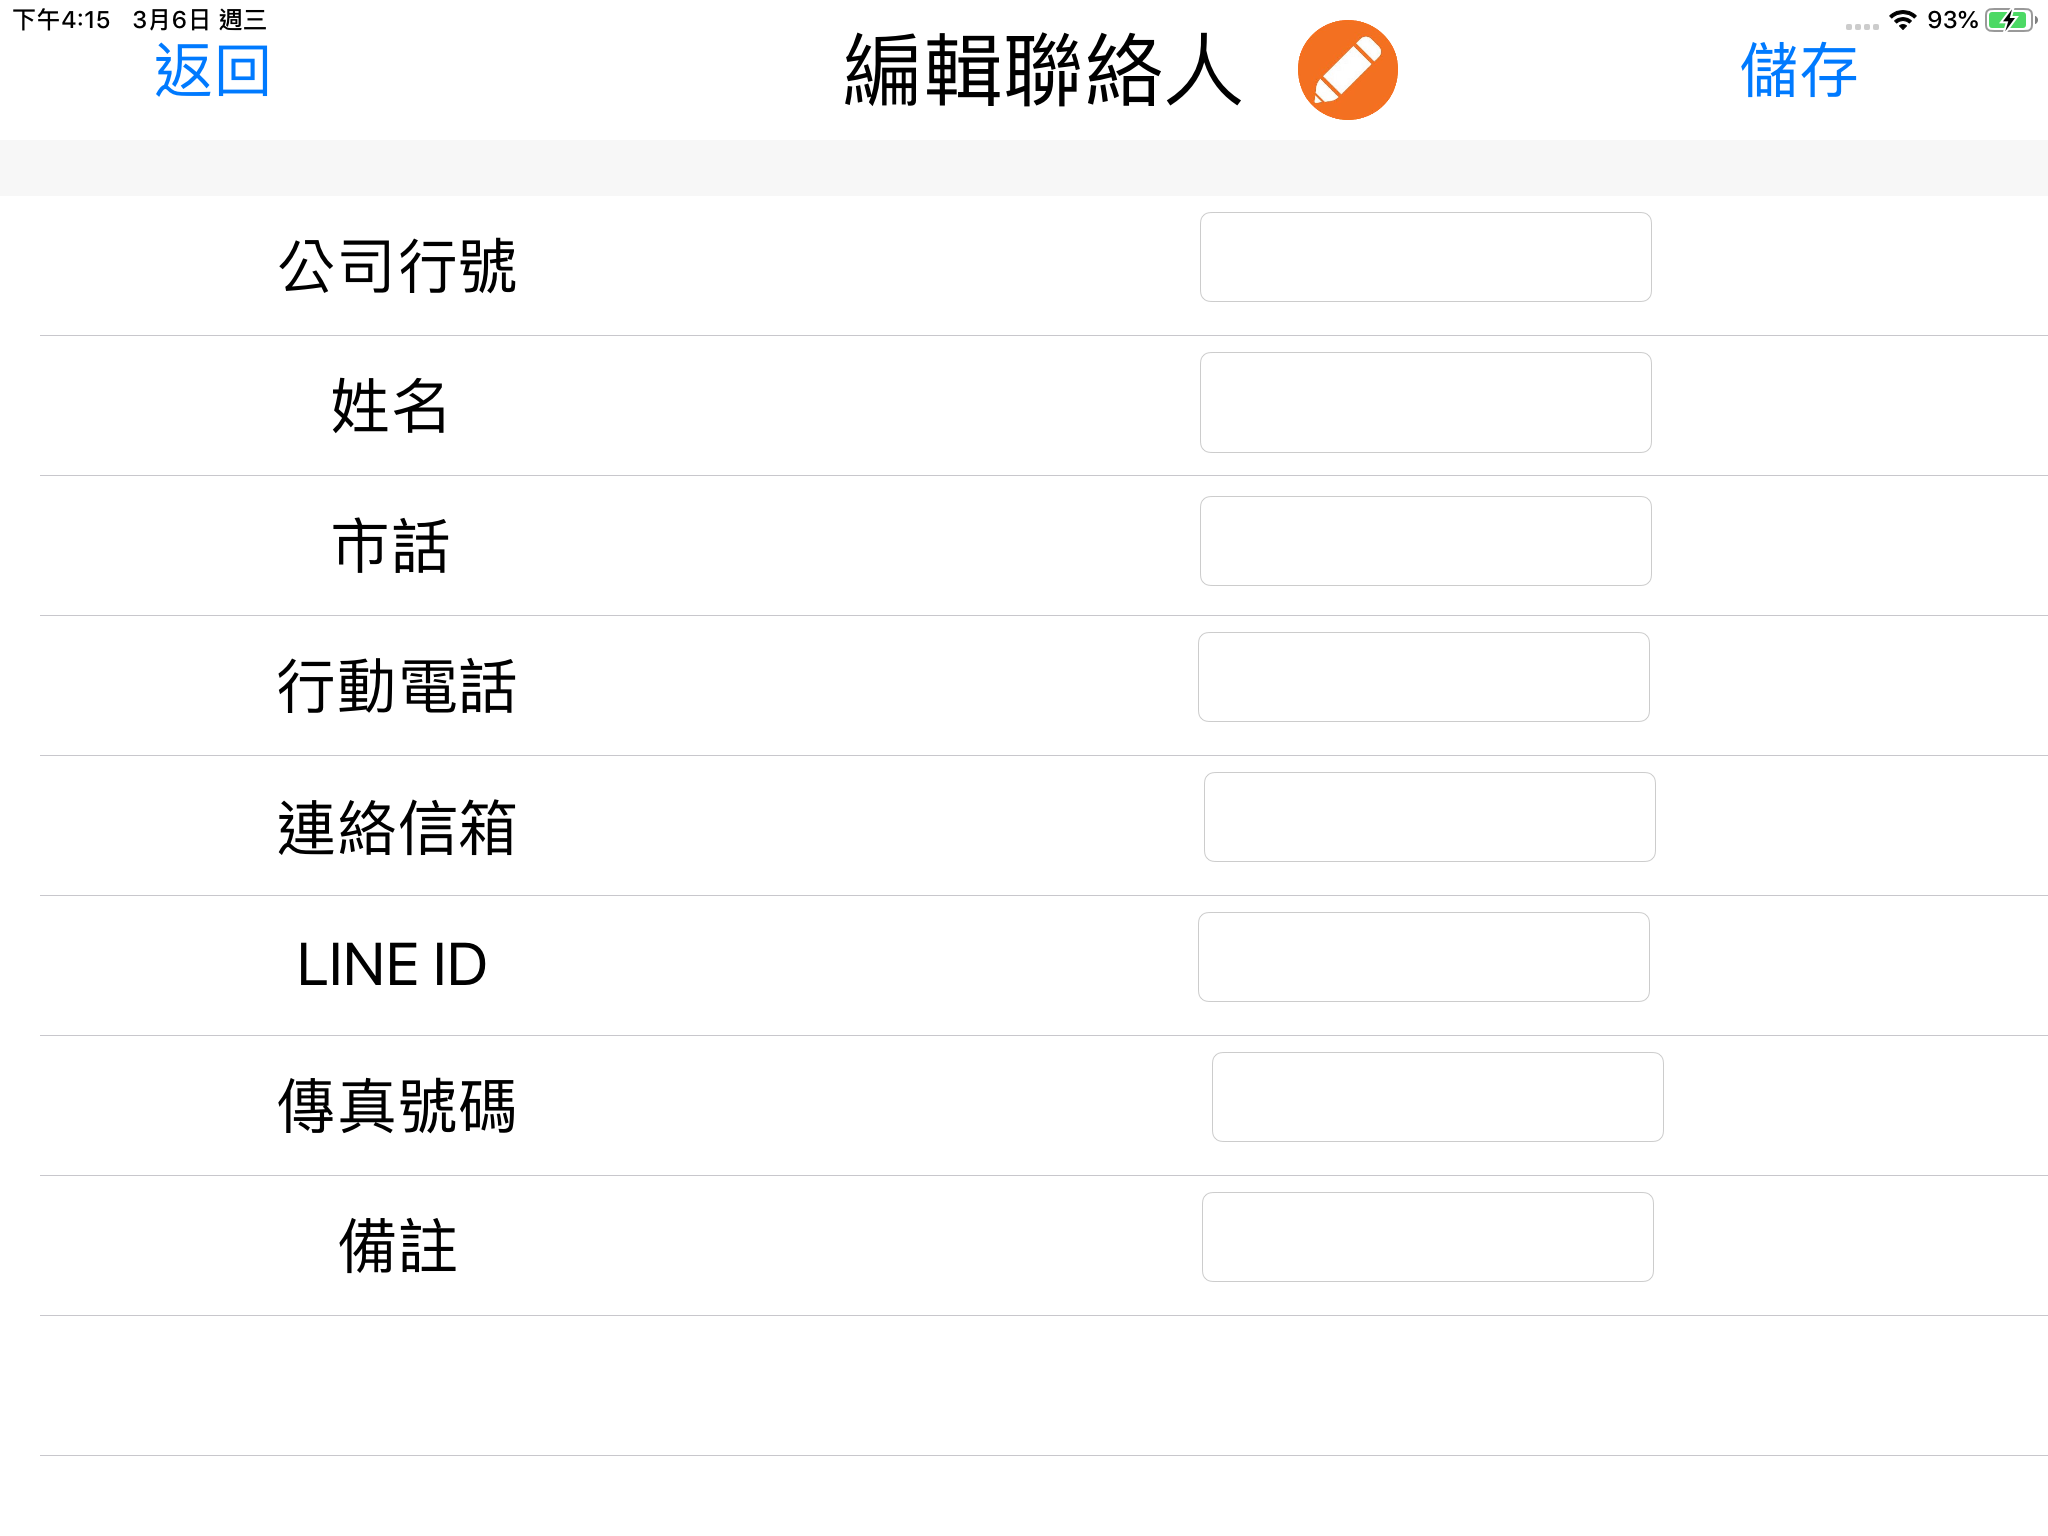 下午4:15 3月6日 週三 93%
返回 編輯聯絡人 儲存
公司行號
姓名
市話
行動電話
連絡信箱
LINE ID
傳真號碼
備註